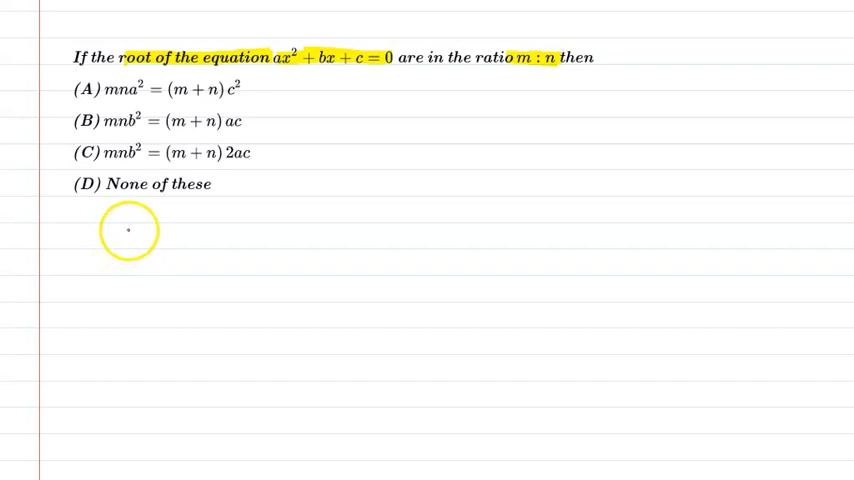 If the root of the equation ax² + bx + c = 0 are in the ratio m : n then
(A) mna² = (m + n) c²
(B) mnb² = (m + n) ac
(C) mnb² = (m + n) 2ac
(D) None of these